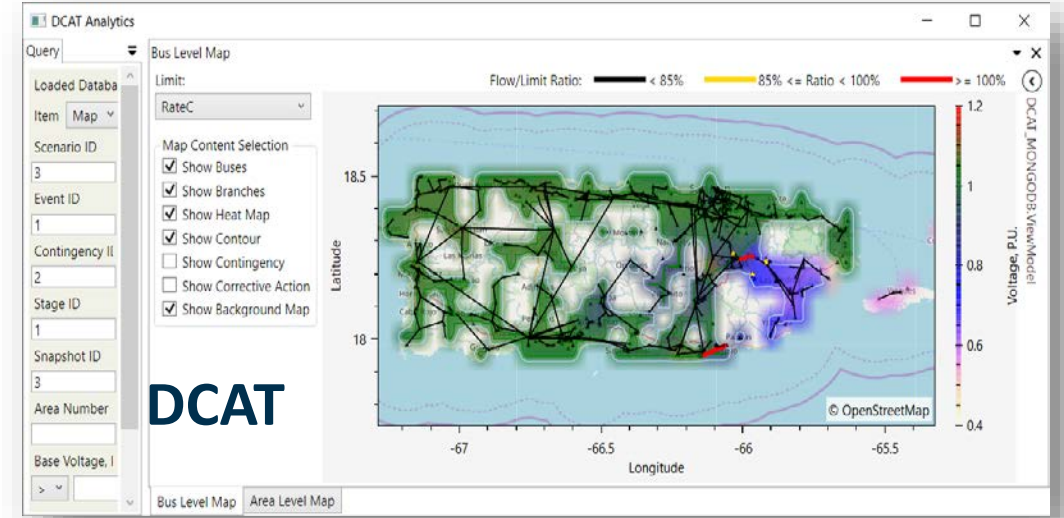 DCAT Analytics
Query
Loaded Databa
Item Map
Scenario ID
3
Event ID
1
Contingency II
2
Stage ID
1
Snapshot ID
3
Area Number
Base Voltage, I
>
Bus Level Map
Limit:
RateC
Map Content Selection
Show Buses
Show Branches
Show Heat Map
Show Contour
Show Contingency
Show Corrective Action
Show Background Map
DCAT
Flow/Limit Ratio: < 85% 85% <= Ratio < 100% >= 100%
Latitude
18.5
18
-67 -66.5 -66 -65.5
Longitude
© OpenStreetMap
1.2
1
0.8
0.6
0.4
Voltage, p.u.
DCAT_MONGODB.ViewModel
Bus Level Map Area Level Map